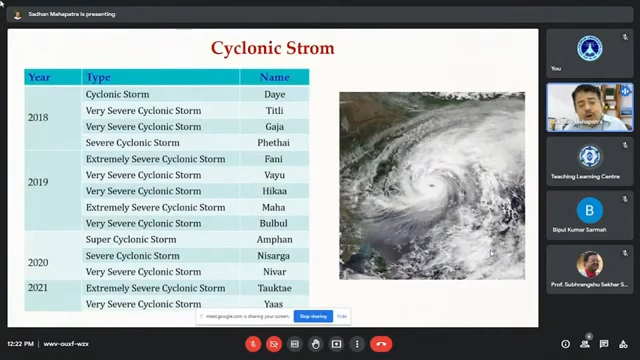 Sadhan Mahapatra is presenting
Cyclonic Strom
Year Type Name
2018
Cyclonic Storm Daye
Very Severe Cyclonic Storm Titli
Very Severe Cyclonic Storm Gaja
Severe Cyclonic Storm Phethai
2019
Extremely Severe Cyclonic Storm Fani
Very Severe Cyclonic Storm Vayu
Very Severe Cyclonic Storm Hikaa
Extremely Severe Cyclonic Storm Maha
Very Severe Cyclonic Storm Bulbul
2020
Super Cyclonic Storm Amphan
Severe Cyclonic Storm Nisarga
Very Severe Cyclonic Storm Nivar
2021
Extremely Severe Cyclonic Storm Tauktae
Very Severe Cyclonic Storm Yaas
meet.google.com is sharing your screen. Stop sharing Hide
You
Mahapatra
Teaching Learning Centre
B
Bipul Kumar Sarmah
Prof. Subhrangshu Sekhar S
12:22 PM | wwv-ouxf-wzx
6